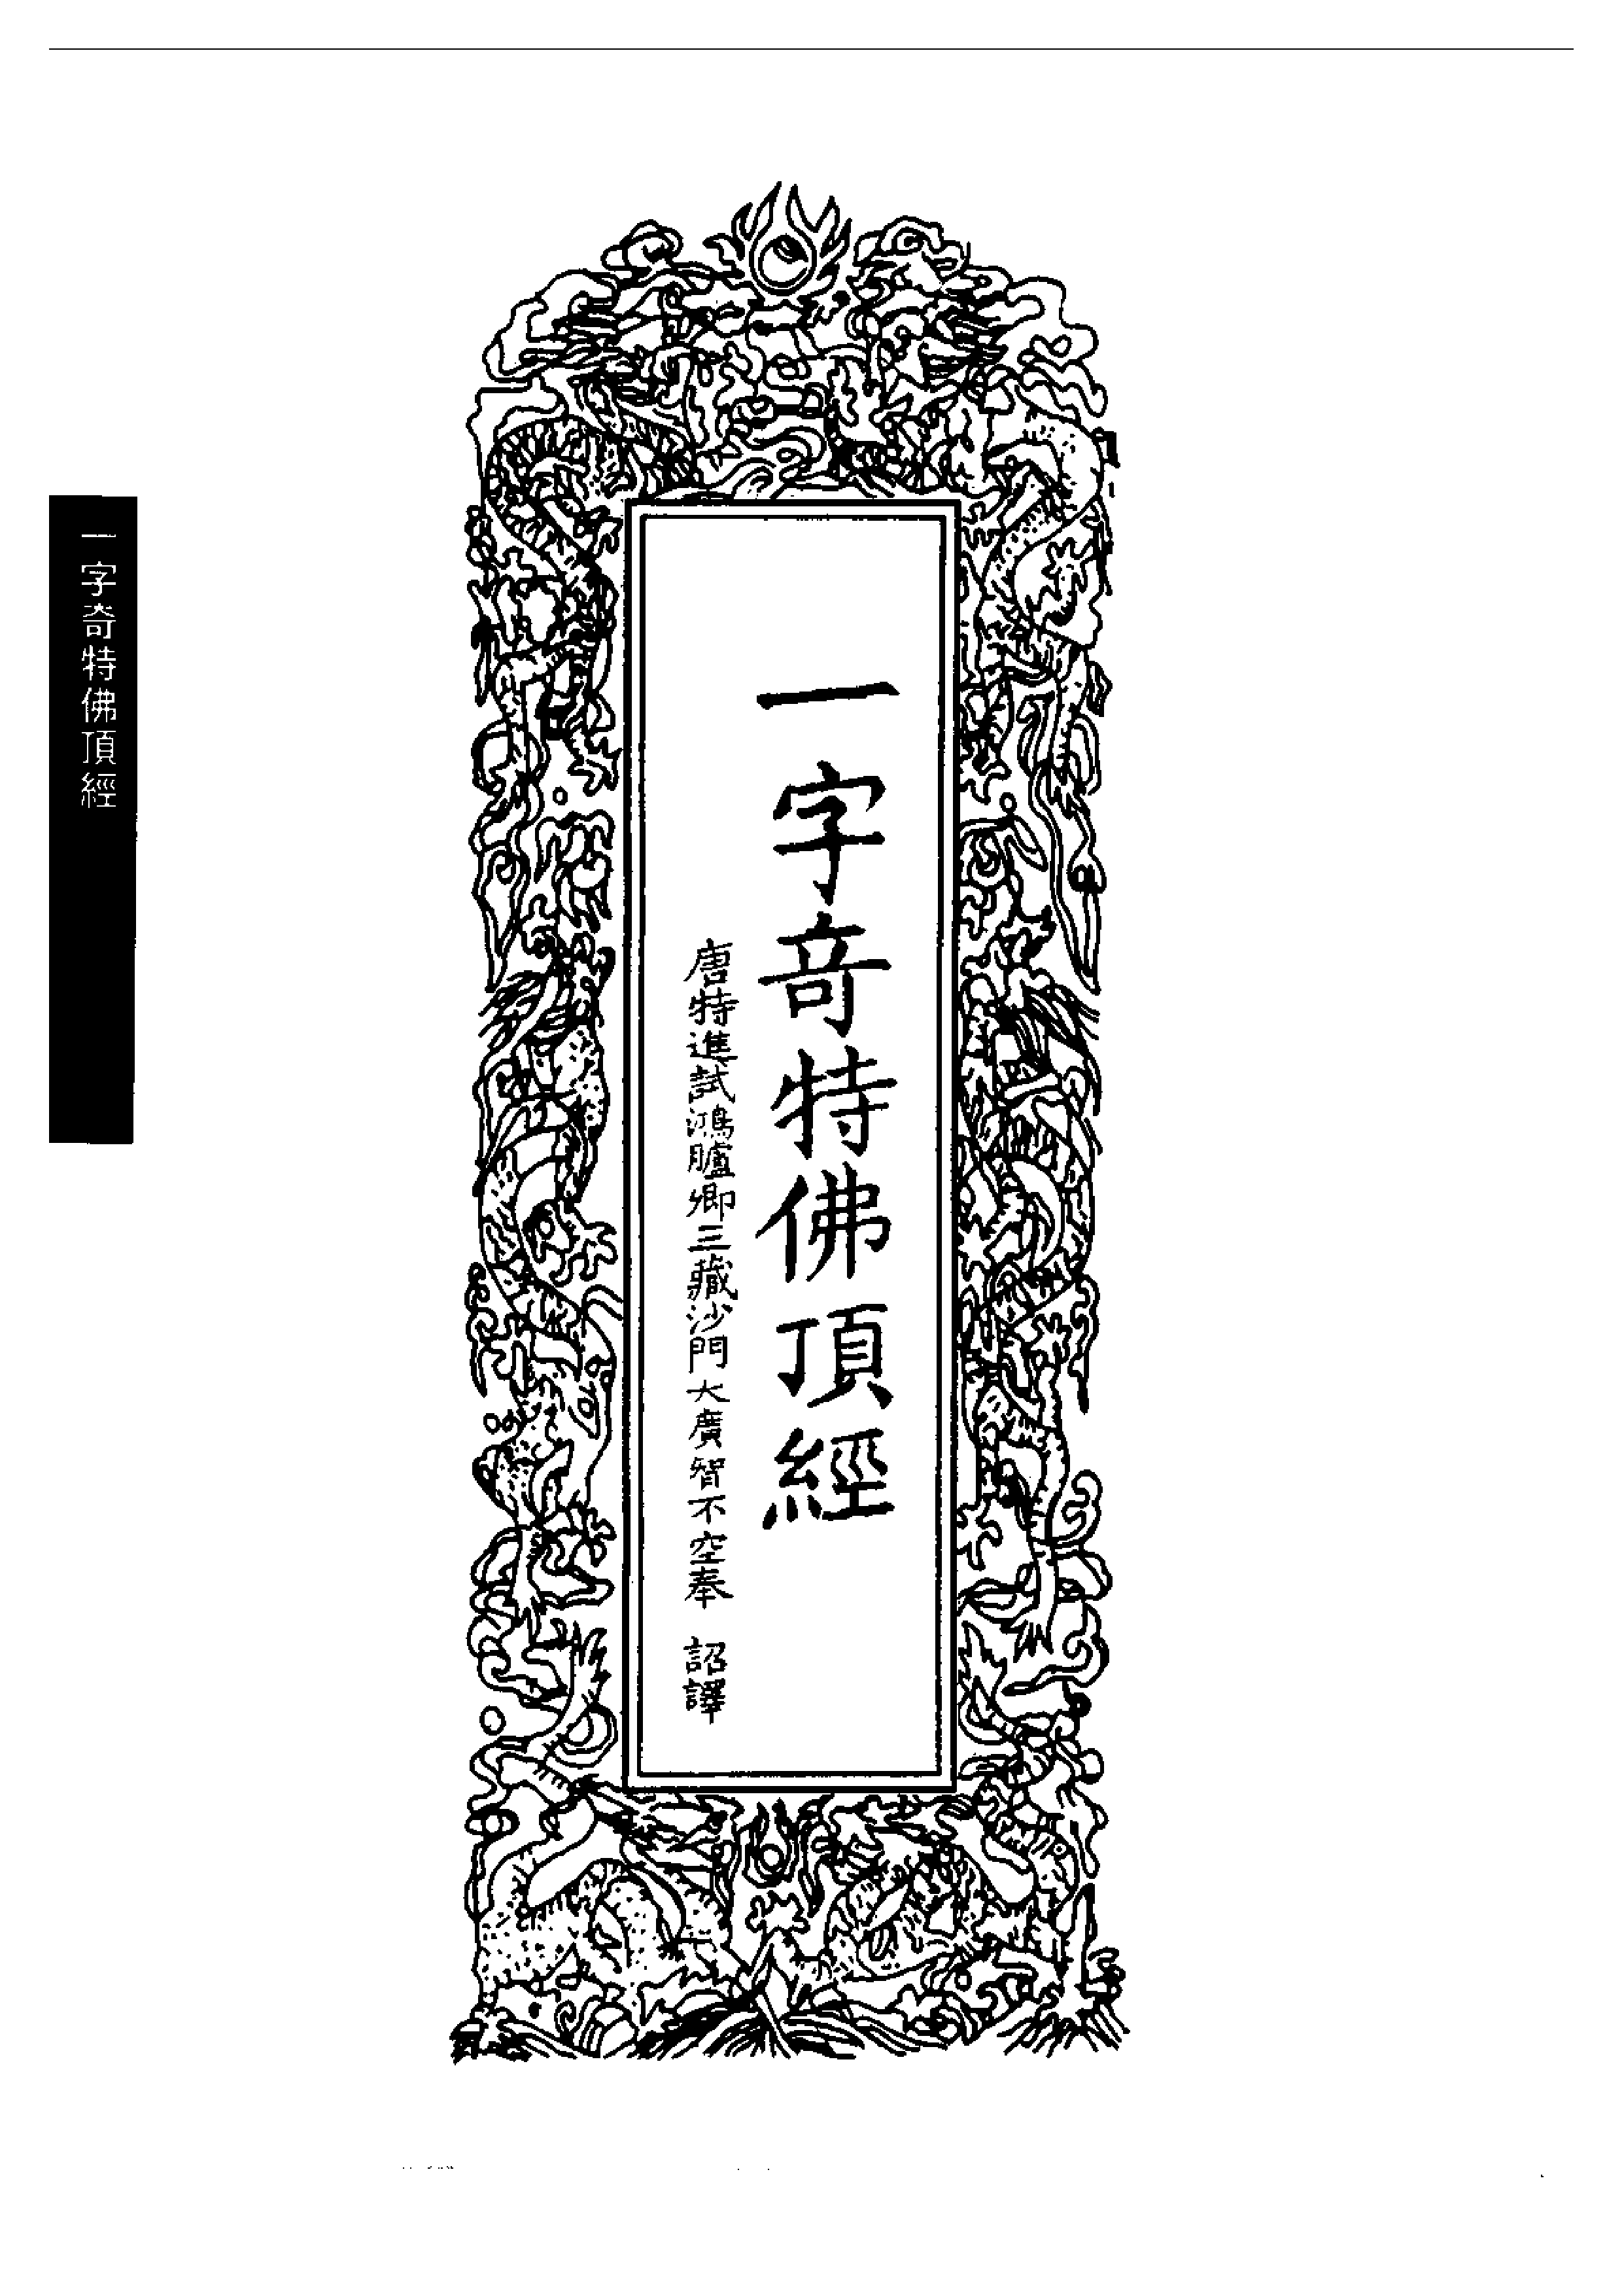 一字奇特佛頂經
唐特進試鴻臚卿三藏沙門大廣智不空奉 詔譯
一字奇特佛頂經